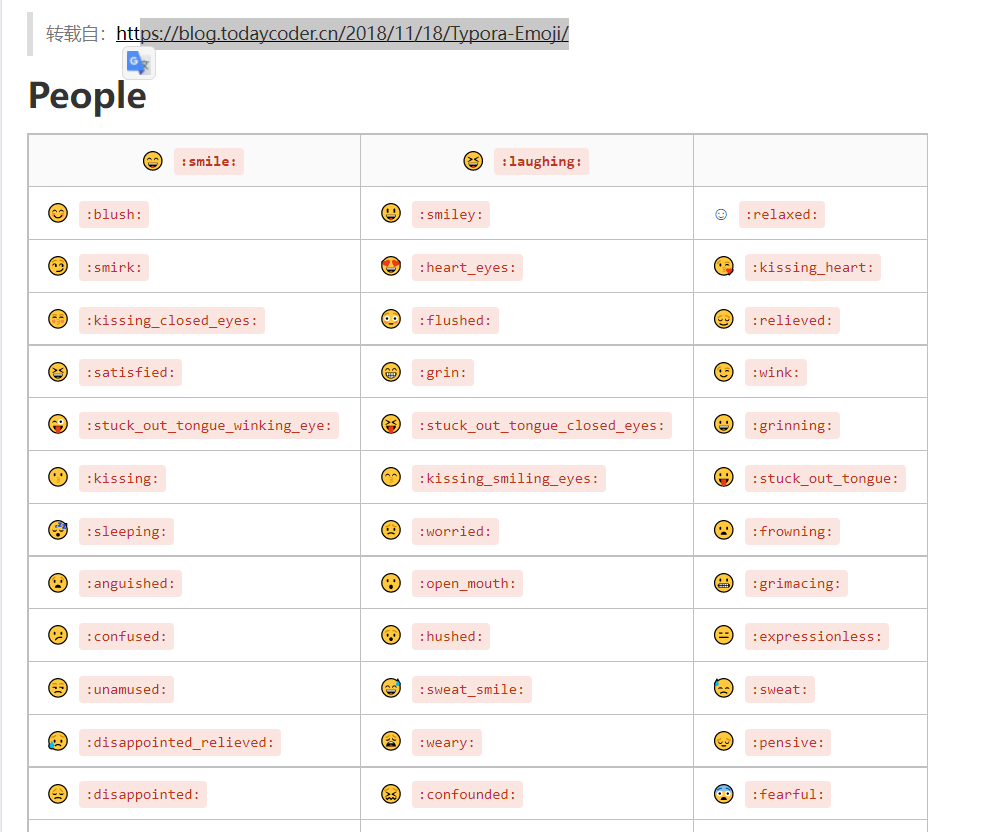 转载自：https://blog.todaycoder.cn/2018/11/18/Typora-Emoji/
People
:smile: :laughing:
:blush: :smiley: :relaxed:
:smirk: :heart_eyes: :kissing_heart:
:kissing_closed_eyes: :flushed: :relieved:
:satisfied: :grin: :wink:
:stuck_out_tongue_winking_eye: :stuck_out_tongue_closed_eyes: :grinning:
:kissing: :kissing_smiling_eyes: :stuck_out_tongue:
:sleeping: :worried: :frowning:
:anguished: :open_mouth: :grimacing:
:confused: :hushed: :expressionless:
:unamused: :sweat_smile: :sweat:
:disappointed_relieved: :weary: :pensive:
:disappointed: :confounded: :fearful: